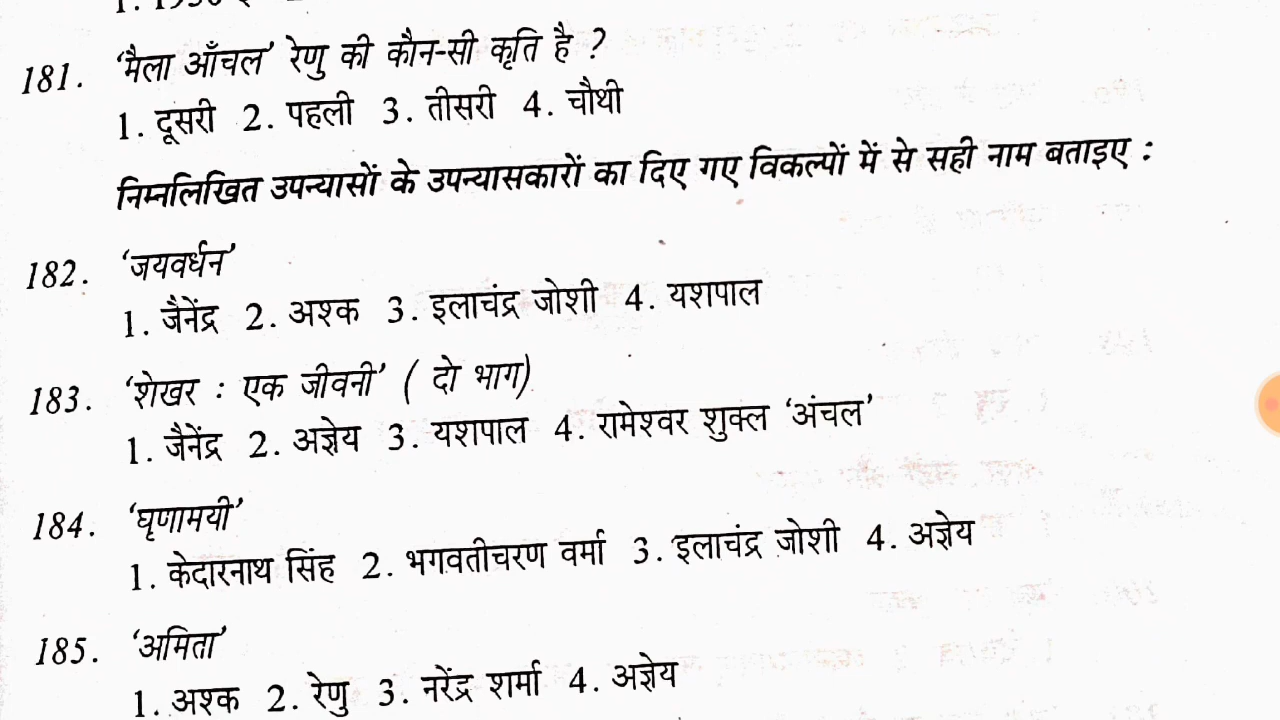 181. ‘मैला आँचल’ रेणु की कौन-सी कृति है ?
1. दूसरी 2. पहली 3. तीसरी 4. चौथी
निम्नलिखित उपन्यासों के उपन्यासकारों का दिए गए विकल्पों में से सही नाम बताइए :
182. ‘जयवर्धन’
1. जैनेंद्र 2. अश्क 3. इलाचंद्र जोशी 4. यशपाल
183. ‘शेखर : एक जीवनी’ ( दो भाग)
1. जैनेंद्र 2. अज्ञेय 3. यशपाल 4. रामेश्वर शुक्ल ‘अंचल’
184. ‘घृणामयी’
1. केदारनाथ सिंह 2. भगवतीचरण वर्मा 3. इलाचंद्र जोशी 4. अज्ञेय
185. ‘अमिता’
1. अश्क 2. रेणु 3. नरेंद्र शर्मा 4. अज्ञेय